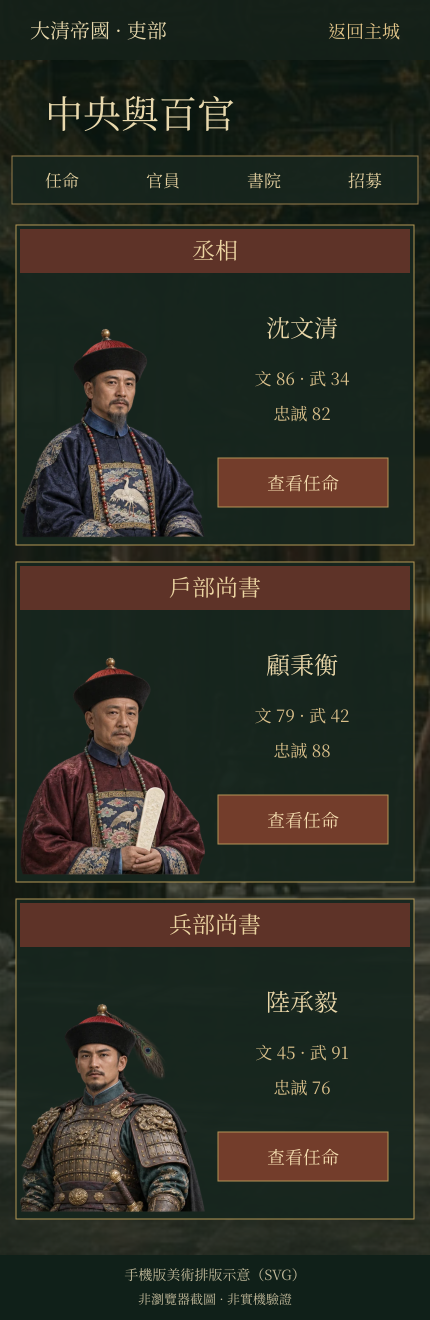 大清帝國 · 吏部
返回主城
中央與百官
任命
官員
書院
招募
丞相
沈文清
文 86 · 武 34
忠誠 82
查看任命
戶部尚書
顧秉衡
文 79 · 武 42
忠誠 88
查看任命
兵部尚書
陸承毅
文 45 · 武 91
忠誠 76
查看任命
手機版美術排版示意（SVG）
非瀏覽器截圖 · 非實機驗證